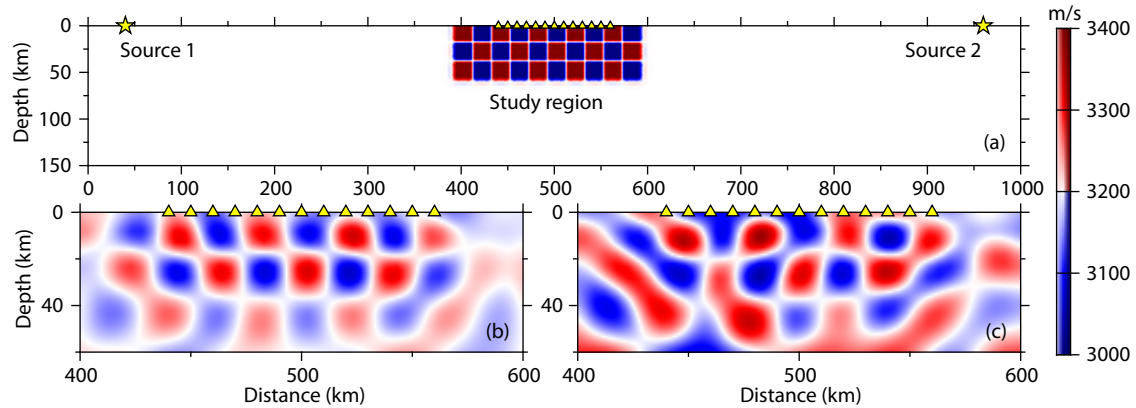 m/s
0
50
100
150
Depth (km)
Source 1
Source 2
Study region
(a)
0 100 200 300 400 500 600 700 800 900 1000
3400
3300
3200
3100
3000
0
40
Depth (km)
(b)
(c)
400 500 600
400 500 600
0
40
Distance (km)
Distance (km)